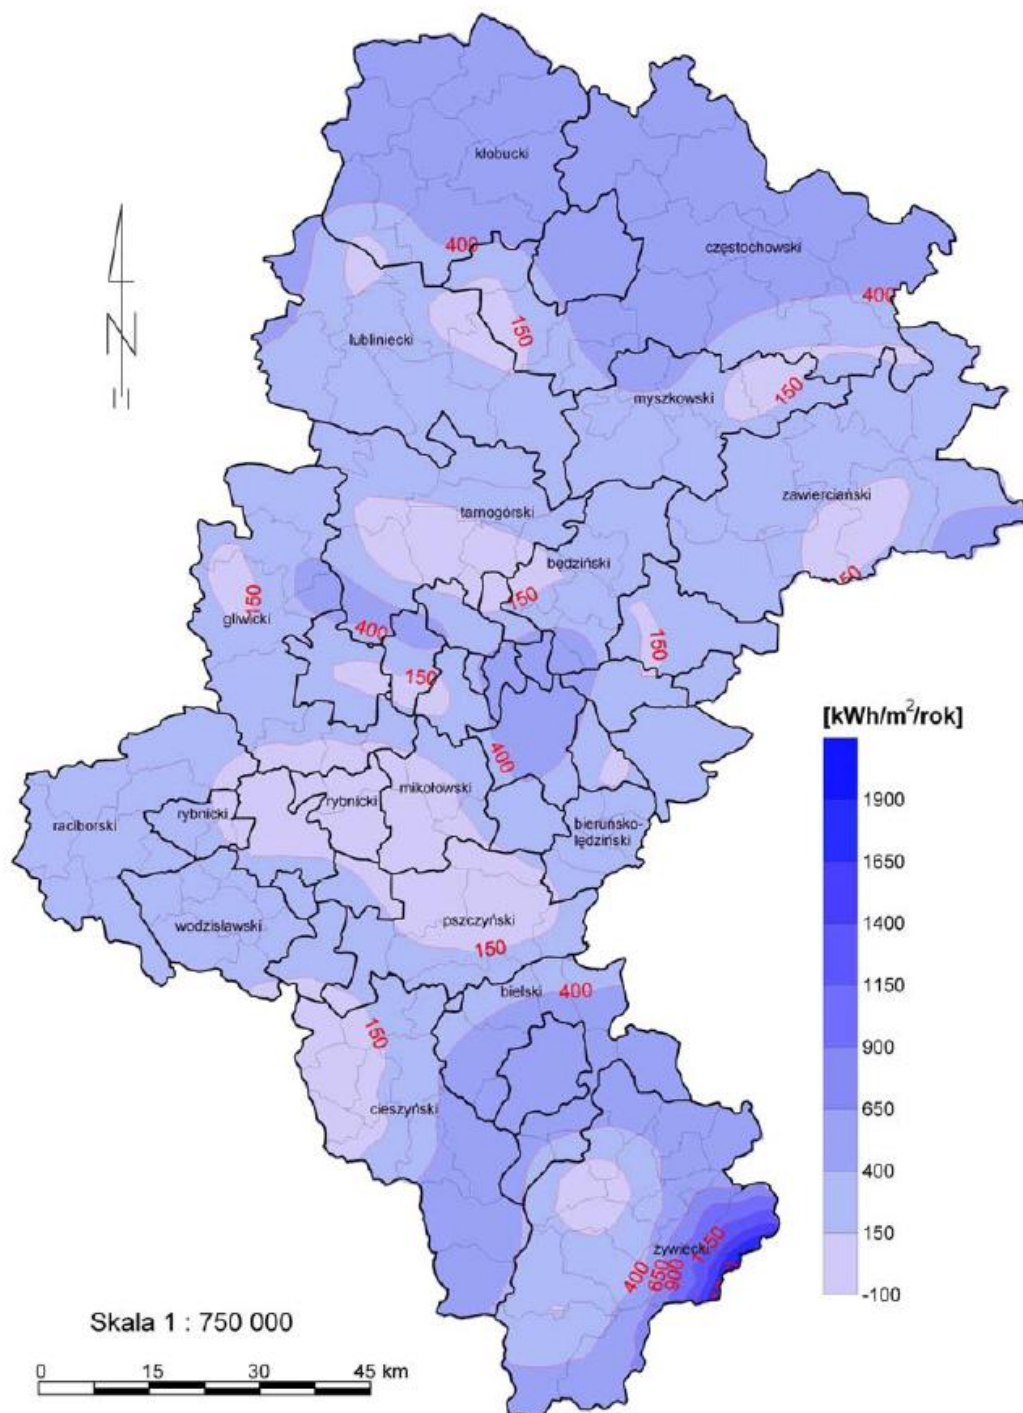 kłobucki
częstochowski
400
400
N
lubliniecki
150
myszkowski
150
zawierciański
tarnogórski
będziński
150
150
gliwicki
400
150
150
[kWh/m²/rok]
400
mikołowski
rybnicki
rybnicki
raciborski
bieruńsko-
lędziński
1900
1650
1400
1150
900
650
400
150
-100
pszczyński
wodzisławski
150
bielski
400
150
cieszyński
żywiecki
400
650
900
Skala 1 : 750 000
0 15 30 45 km